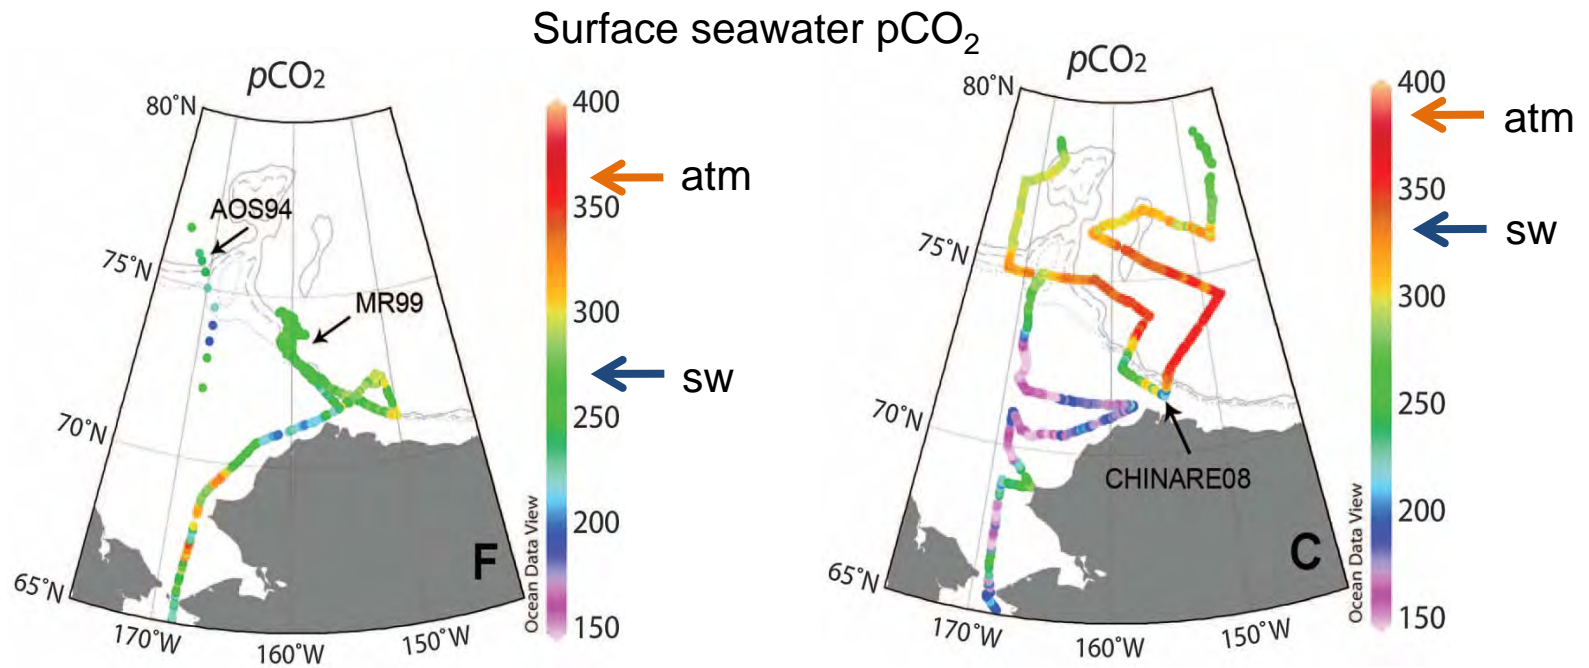 Surface seawater pCO₂
pCO₂
80°N
75°N
70°N
65°N
170°W
160°W
150°W
AOS94
MR99
F
Ocean Data View
400
350
300
250
200
150
atm
sw
pCO₂
80°N
75°N
70°N
65°N
170°W
160°W
150°W
CHINARE08
C
Ocean Data View
400
350
300
250
200
150
atm
sw